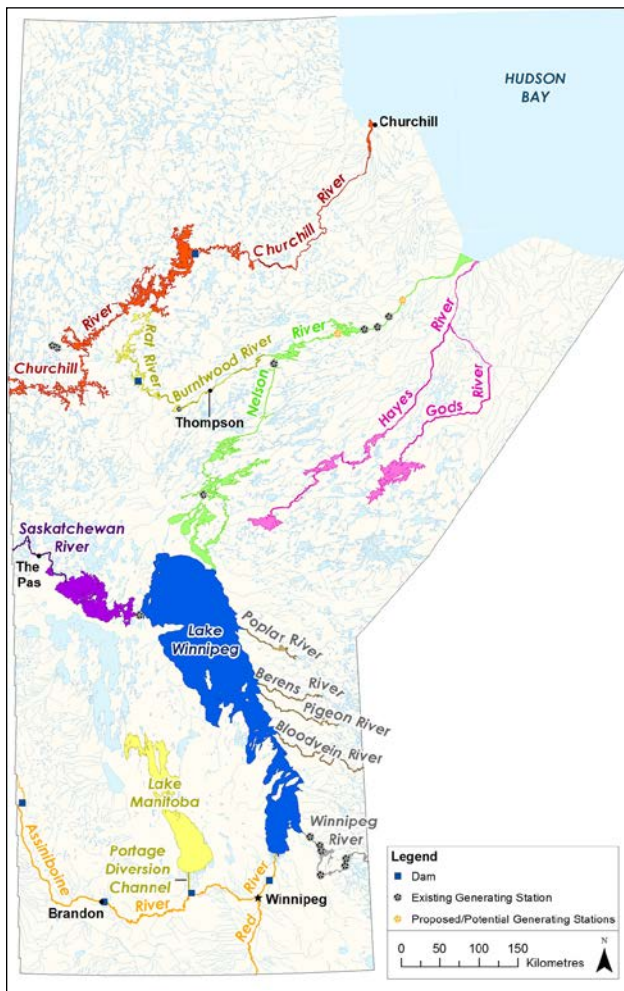 HUDSON
BAY
Churchill
River
Churchill
River
Churchill
Rat River
Burntwood River
Thompson
River
Nelson
River
Hayes
Gods
River
Saskatchewan
River
The
Pas
Lake
Winnipeg
Poplar River
Berens River
Pigeon River
Bloodvein River
Lake
Manitoba
Winnipeg
River
Portage
Diversion
Channel
Assiniboine
River
Brandon
River
Red
Winnipeg
Legend
Dam
Existing Generating Station
Proposed/Potential Generating Stations
0 25 50 100 150
Kilometres
N